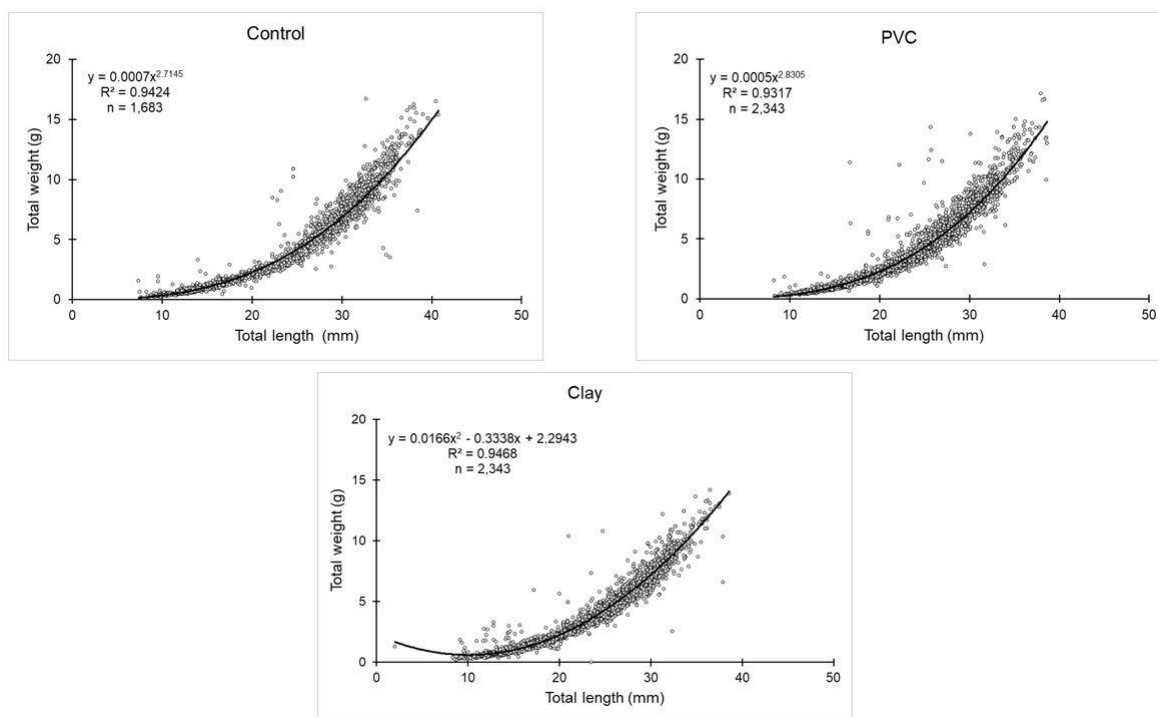 Control
20
y = 0.0007x^2.7145
R² = 0.9424
n = 1,683
15
10
5
0
Total weight (g)
0 10 20 30 40 50
Total length (mm)
PVC
20
y = 0.0005x^2.8305
R² = 0.9317
n = 2,343
15
10
5
0
Total weight (g)
0 10 20 30 40 50
Total length (mm)
Clay
20
y = 0.0166x² - 0.3338x + 2.2943
R² = 0.9468
n = 2,343
15
10
5
0
Total weight (g)
0 10 20 30 40 50
Total length (mm)